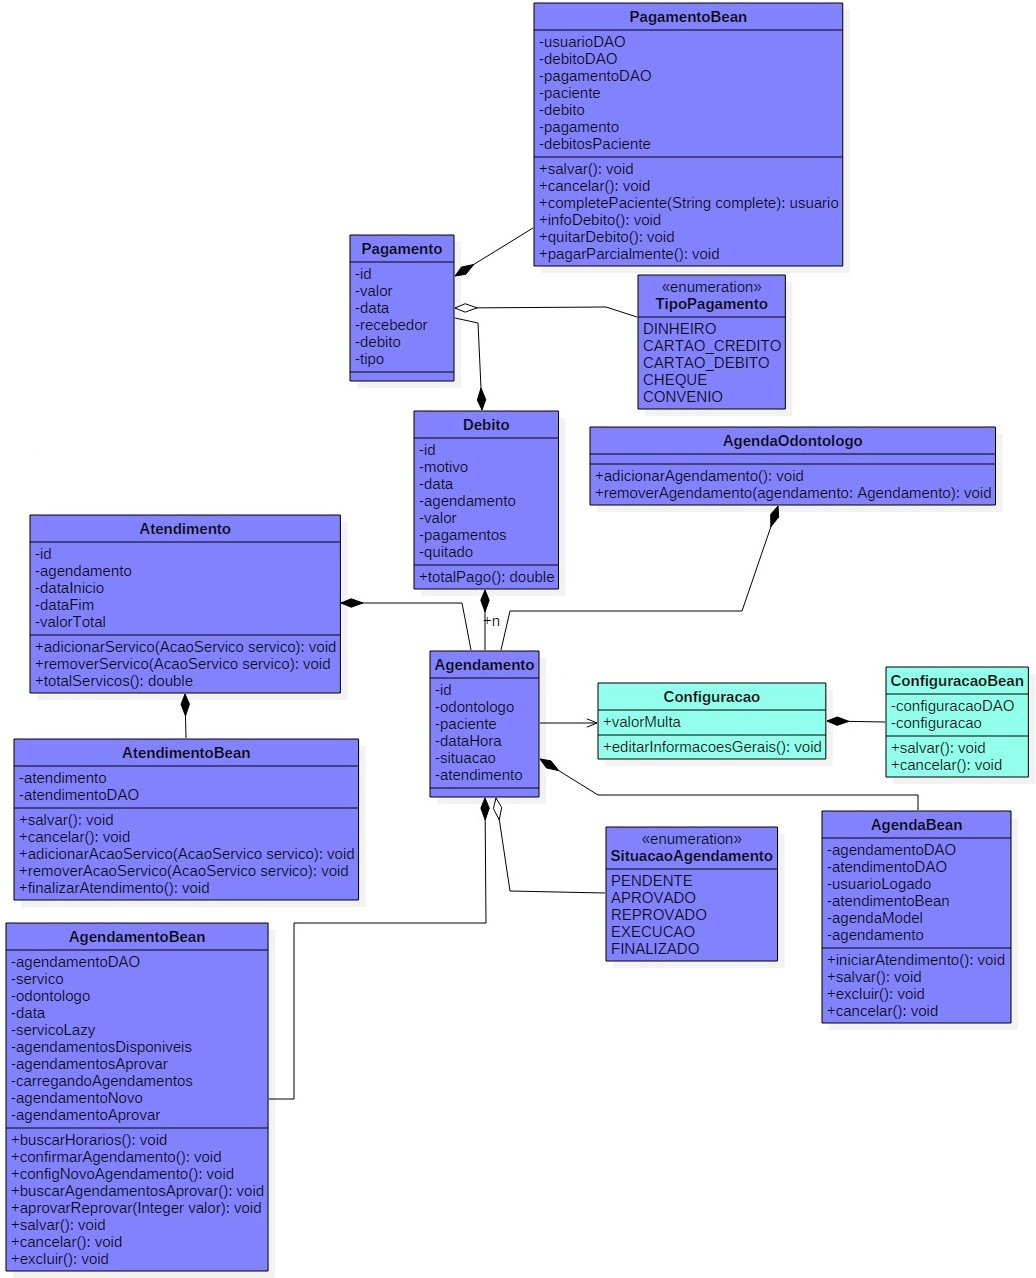 PagamentoBean
-usuarioDAO
-debitoDAO
-pagamentoDAO
-paciente
-debito
-pagamento
-debitosPaciente
+salvar(): void
+cancelar(): void
+completePaciente(String complete): usuario
+infoDebito(): void
+quitarDebito(): void
+pagarParcialmente(): void
Pagamento
-id
-valor
-data
-recebedor
-debito
-tipo
«enumeration»
TipoPagamento
DINHEIRO
CARTAO_CREDITO
CARTAO_DEBITO
CHEQUE
CONVENIO
Debito
-id
-motivo
-data
-agendamento
-valor
-pagamentos
-quitado
+totalPago(): double
AgendaOdontologo
+adicionarAgendamento(): void
+removerAgendamento(agendamento: Agendamento): void
Atendimento
-id
-agendamento
-dataInicio
-dataFim
-valorTotal
+adicionarServico(AcaoServico servico): void
+removerServico(AcaoServico servico): void
+totalServicos(): double
+n
Agendamento
-id
-odontologo
-paciente
-dataHora
-situacao
-atendimento
Configuracao
+valorMulta
+editarInformacoesGerais(): void
ConfiguracaoBean
-configuracaoDAO
-configuracao
+salvar(): void
+cancelar(): void
AtendimentoBean
-atendimento
-atendimentoDAO
+salvar(): void
+cancelar(): void
+adicionarAcaoServico(AcaoServico servico): void
+removerAcaoServico(AcaoServico servico): void
+finalizarAtendimento(): void
«enumeration»
SituacaoAgendamento
PENDENTE
APROVADO
REPROVADO
EXECUCAO
FINALIZADO
AgendaBean
-agendamentoDAO
-atendimentoDAO
-usuarioLogado
-atendimentoBean
-agendaModel
-agendamento
+iniciarAtendimento(): void
+salvar(): void
+excluir(): void
+cancelar(): void
AgendamentoBean
-agendamentoDAO
-servico
-odontologo
-data
-servicoLazy
-agendamentosDisponiveis
-agendamentosAprovar
-carregandoAgendamentos
-agendamentoNovo
-agendamentoAprovar
+buscarHorarios(): void
+confirmarAgendamento(): void
+configNovoAgendamento(): void
+buscarAgendamentosAprovar(): void
+aprovarReprovar(Integer valor): void
+salvar(): void
+cancelar(): void
+excluir(): void